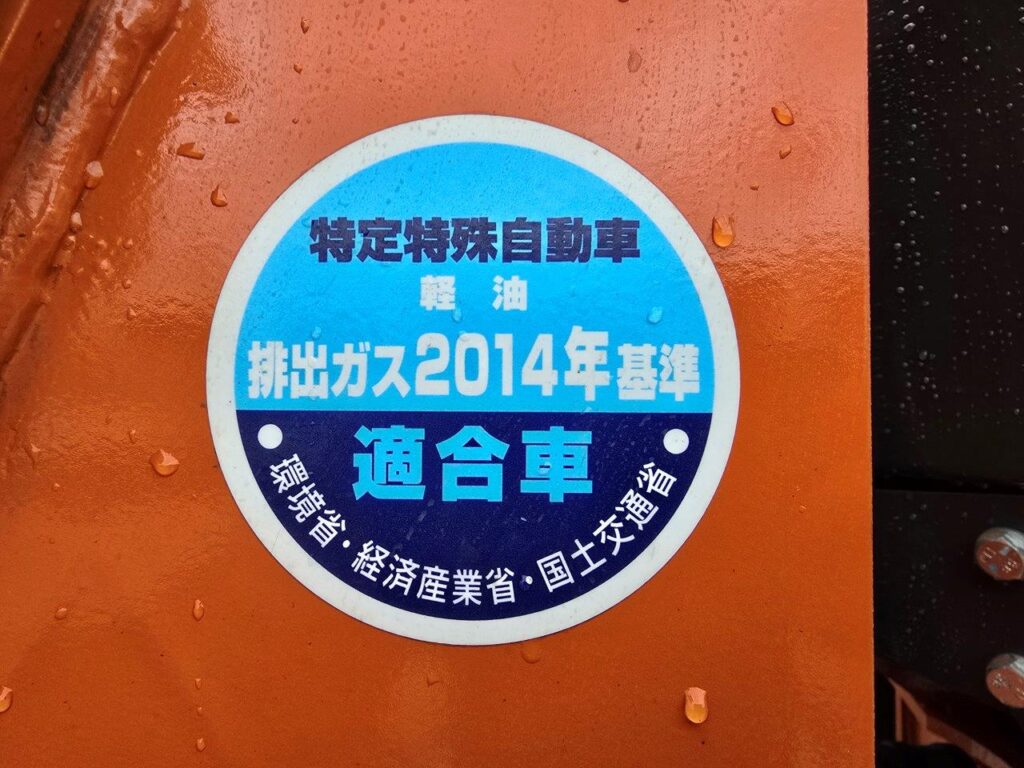 特定特殊自動車
軽 油
排出ガス2014年基準
適合車
環境省・経済産業省・国土交通省